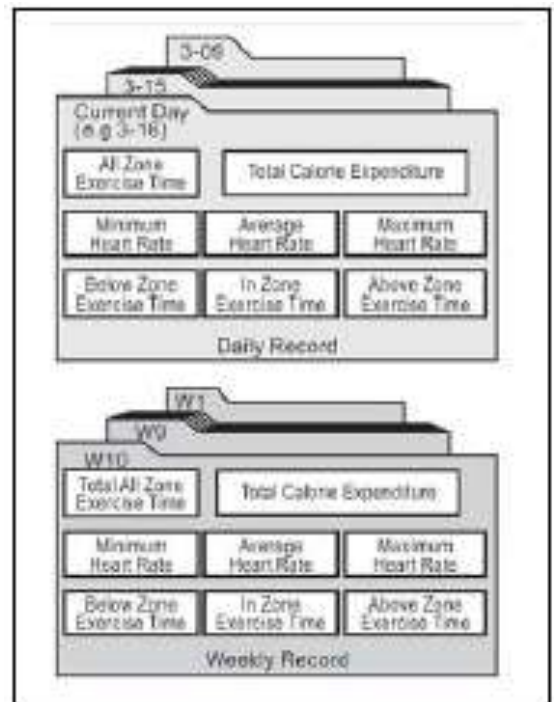 3-09
3-15
Current Day
(e.g 3-16)
All Zone
Exercise Time
Total Calorie Expenditure
Minimum
Heart Rate
Average
Heart Rate
Maximum
Heart Rate
Below Zone
Exercise Time
In Zone
Exercise Time
Above Zone
Exercise Time
Daily Record
W1
W9
W10
Total All Zone
Exercise Time
Total Calorie Expenditure
Minimum
Heart Rate
Average
Heart Rate
Maximum
Heart Rate
Below Zone
Exercise Time
In Zone
Exercise Time
Above Zone
Exercise Time
Weekly Record